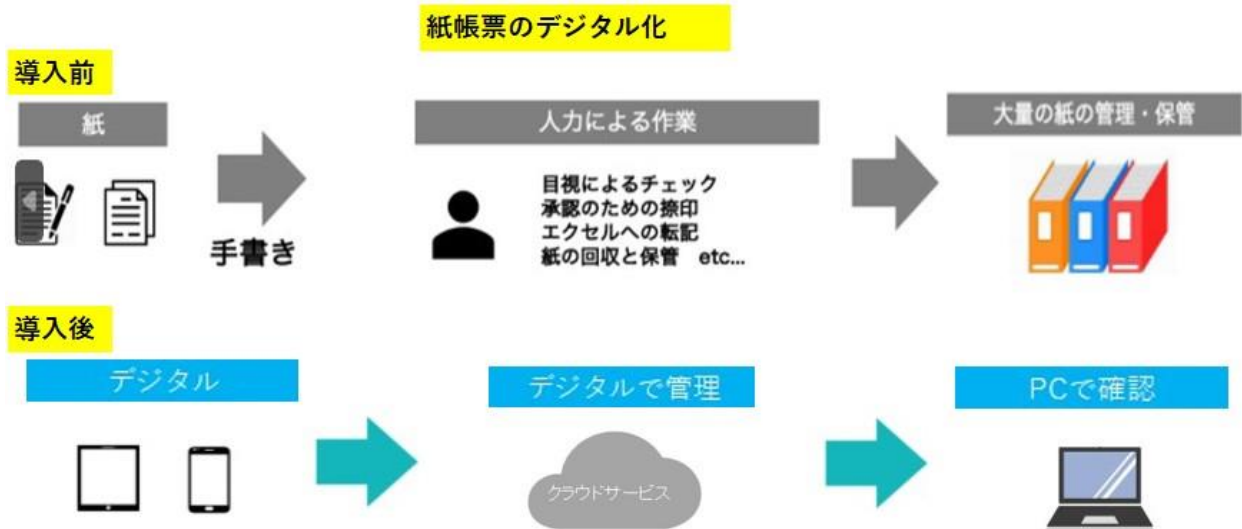 紙帳票のデジタル化
導入前
紙
人力による作業
大量の紙の管理・保管
手書き
目視によるチェック
承認のための捺印
エクセルへの転記
紙の回収と保管　etc...
導入後
デジタル
デジタルで管理
PCで確認
クラウドサービス